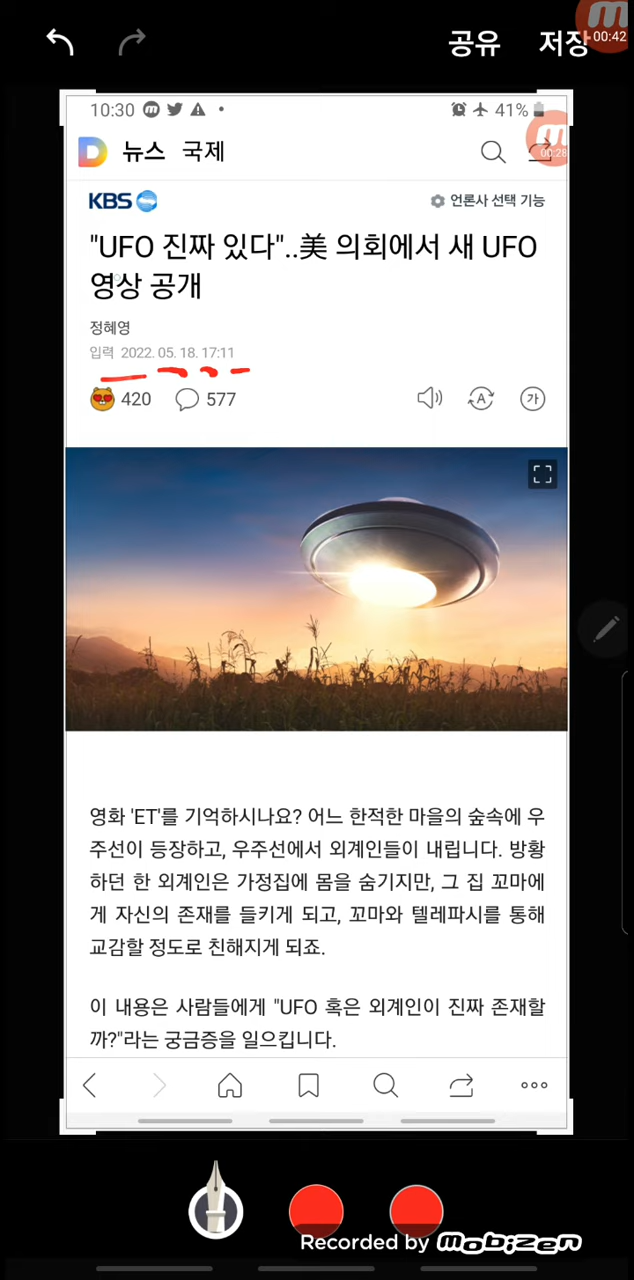 공유 저장
00:42
10:30 41%
뉴스 국제
00:28
KBS 언론사 선택 기능
"UFO 진짜 있다"..美 의회에서 새 UFO
영상 공개
정혜영
입력 2022. 05. 18. 17:11
420 577 A 가
영화 'ET'를 기억하시나요? 어느 한적한 마을의 숲속에 우
주선이 등장하고, 우주선에서 외계인들이 내립니다. 방황
하던 한 외계인은 가정집에 몸을 숨기지만, 그 집 꼬마에
게 자신의 존재를 들키게 되고, 꼬마와 텔레파시를 통해
교감할 정도로 친해지게 되죠.
이 내용은 사람들에게 "UFO 혹은 외계인이 진짜 존재할
까?"라는 궁금증을 일으킵니다.
Recorded by mobizen